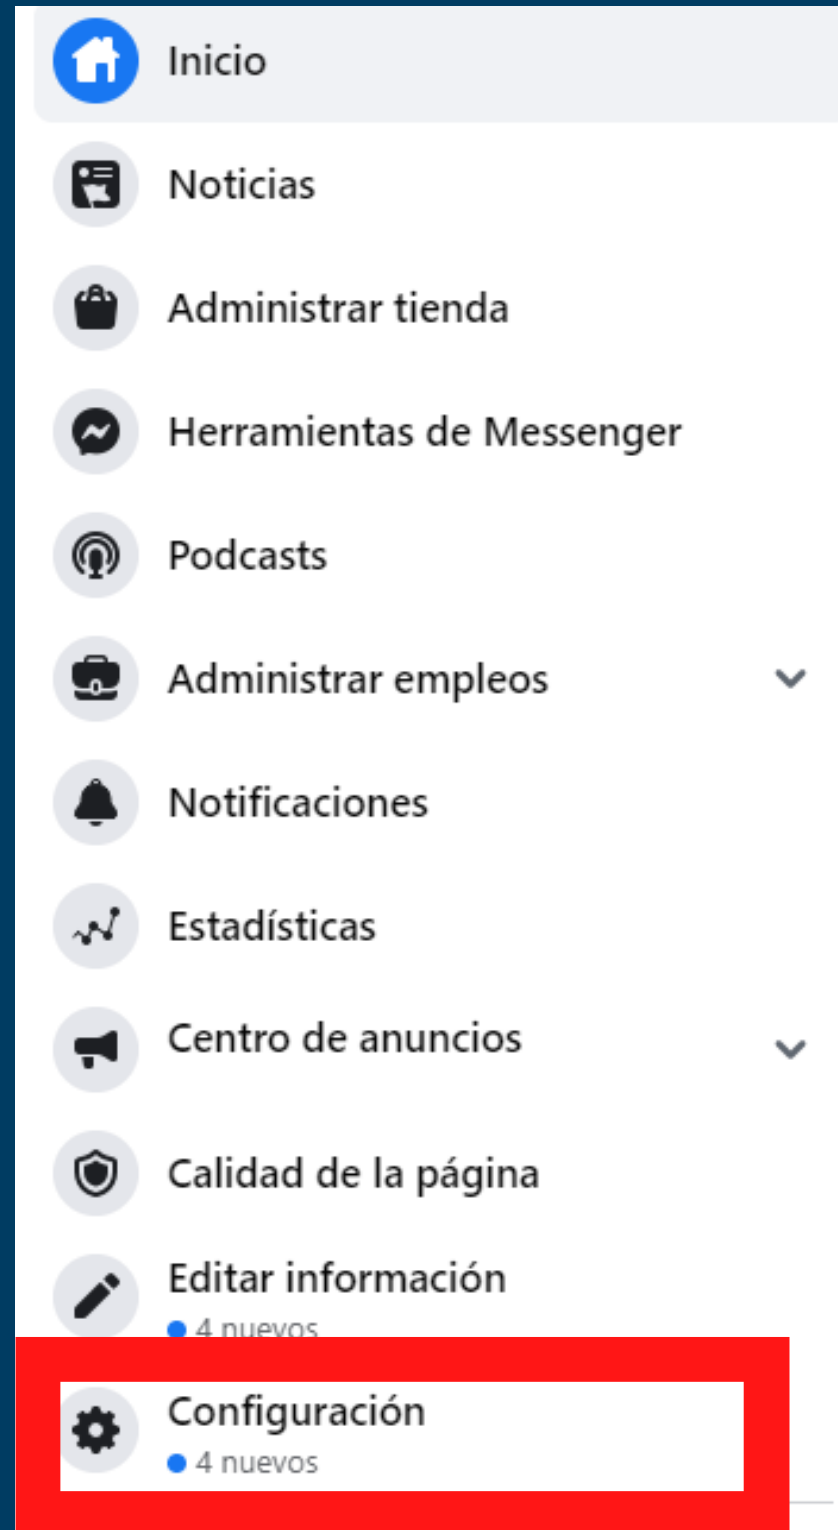 Inicio
Noticias
Administrar tienda
Herramientas de Messenger
Podcasts
Administrar empleos
Notificaciones
Estadísticas
Centro de anuncios
Calidad de la página
Editar información
4 nuevos
Configuración
4 nuevos